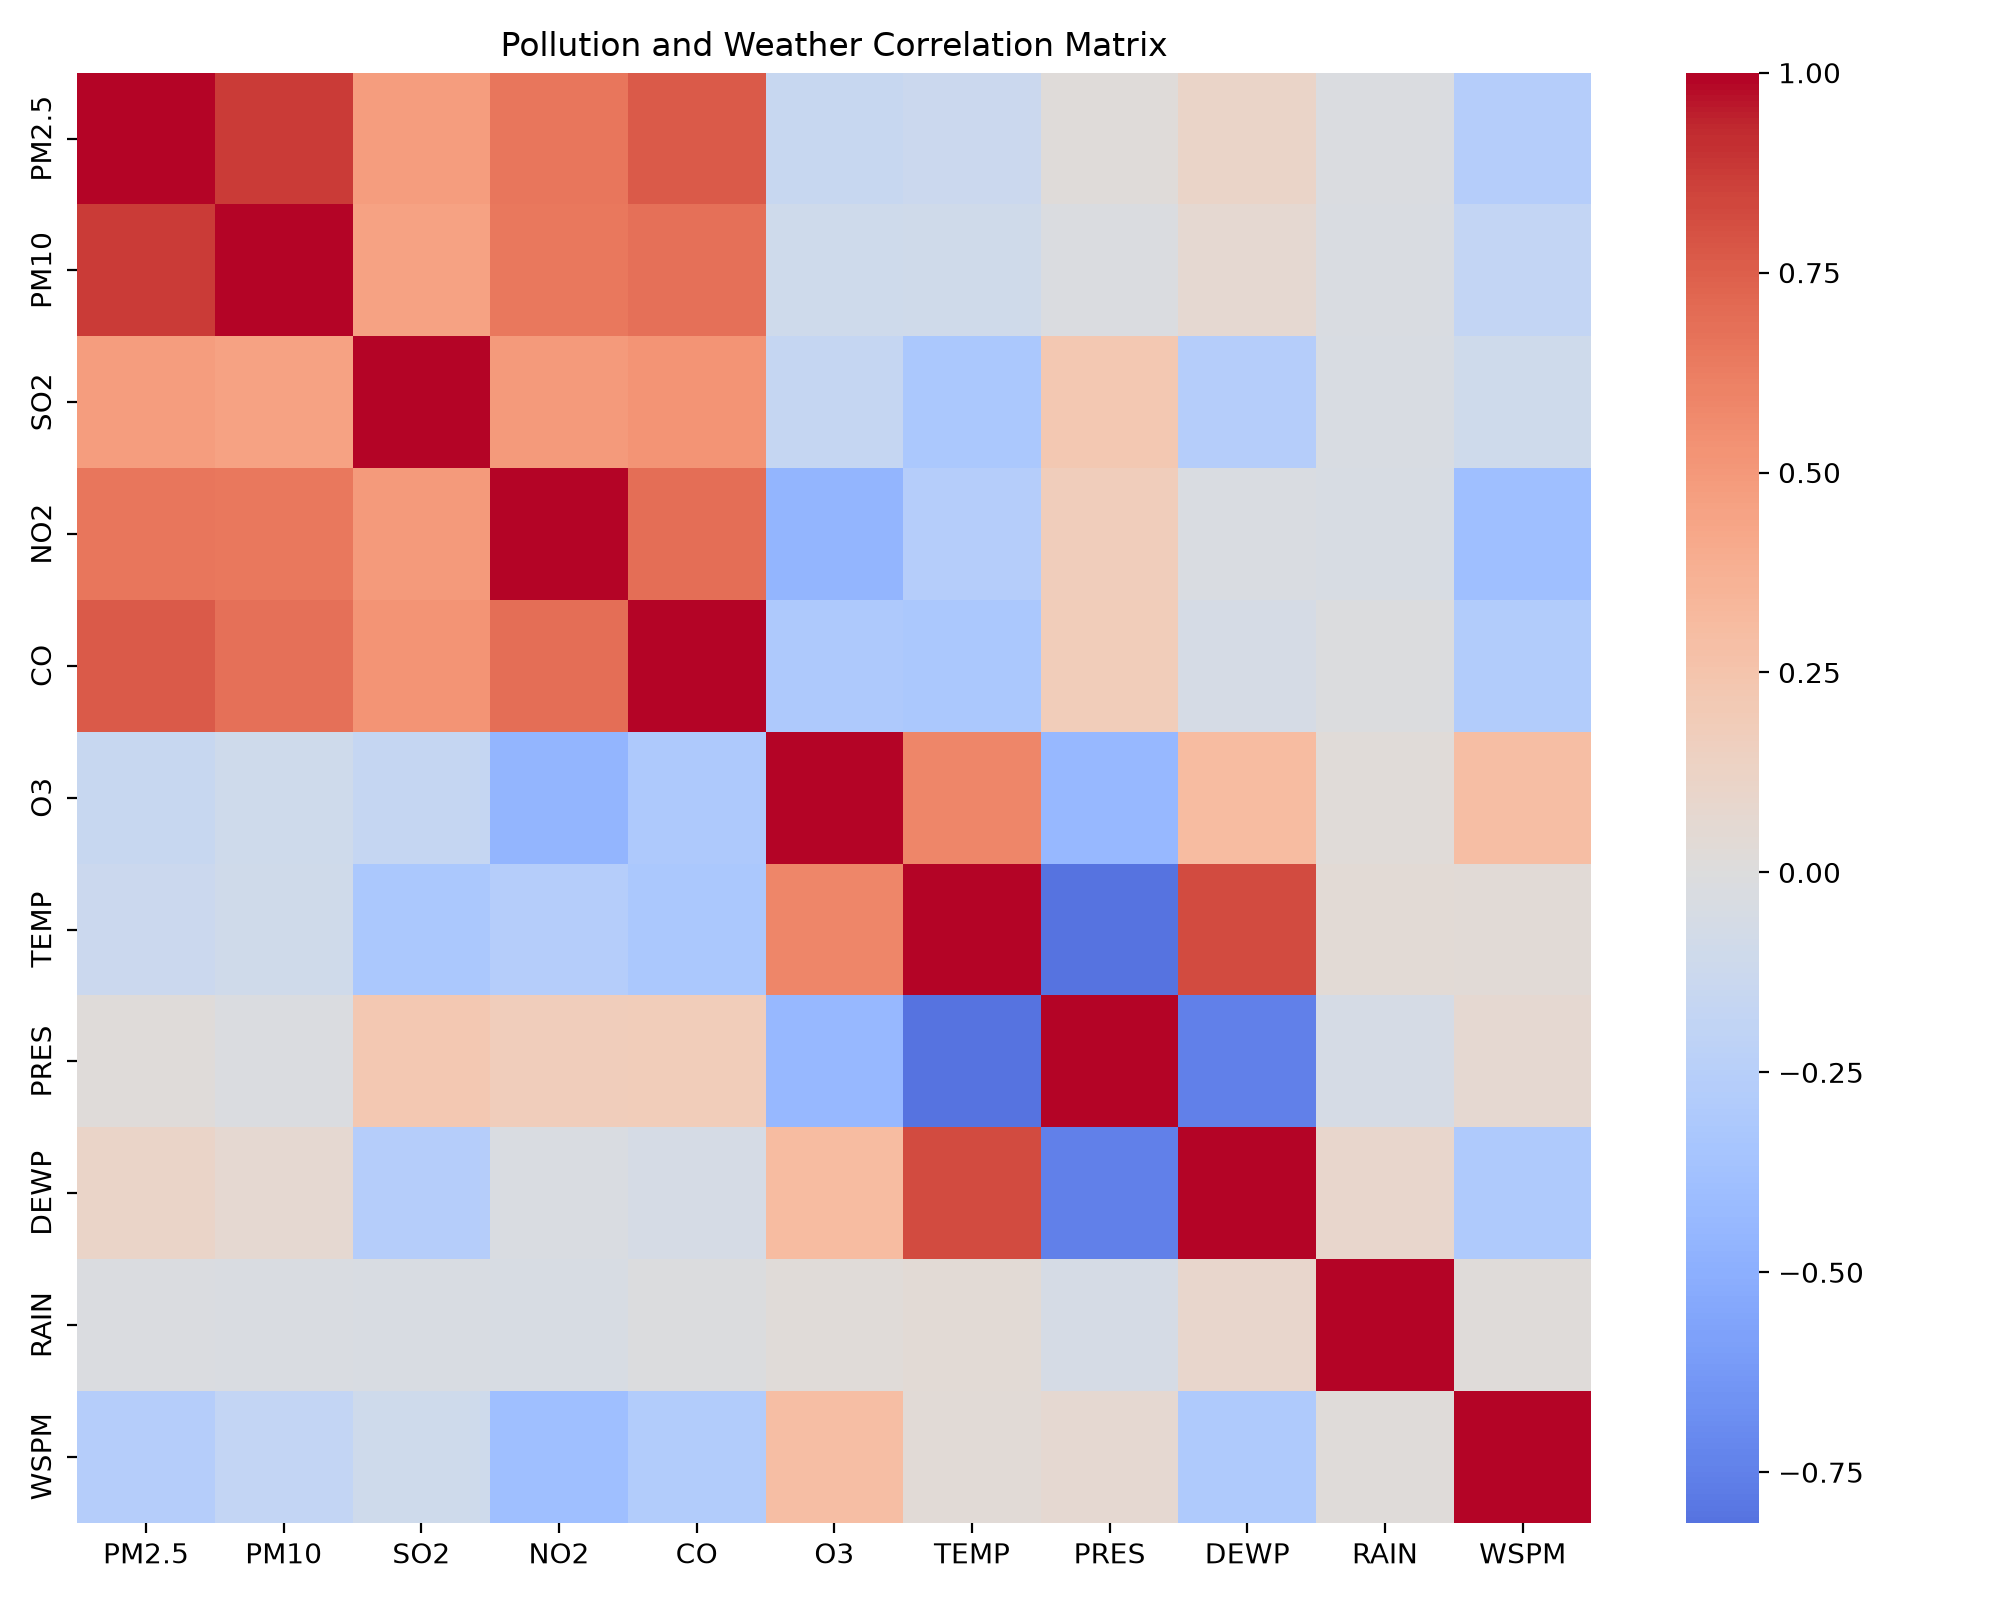 Pollution and Weather Correlation Matrix
PM2.5
PM10
SO2
NO2
CO
O3
TEMP
PRES
DEWP
RAIN
WSPM
PM2.5 PM10 SO2 NO2 CO O3 TEMP PRES DEWP RAIN WSPM
1.00
0.75
0.50
0.25
0.00
−0.25
−0.50
−0.75